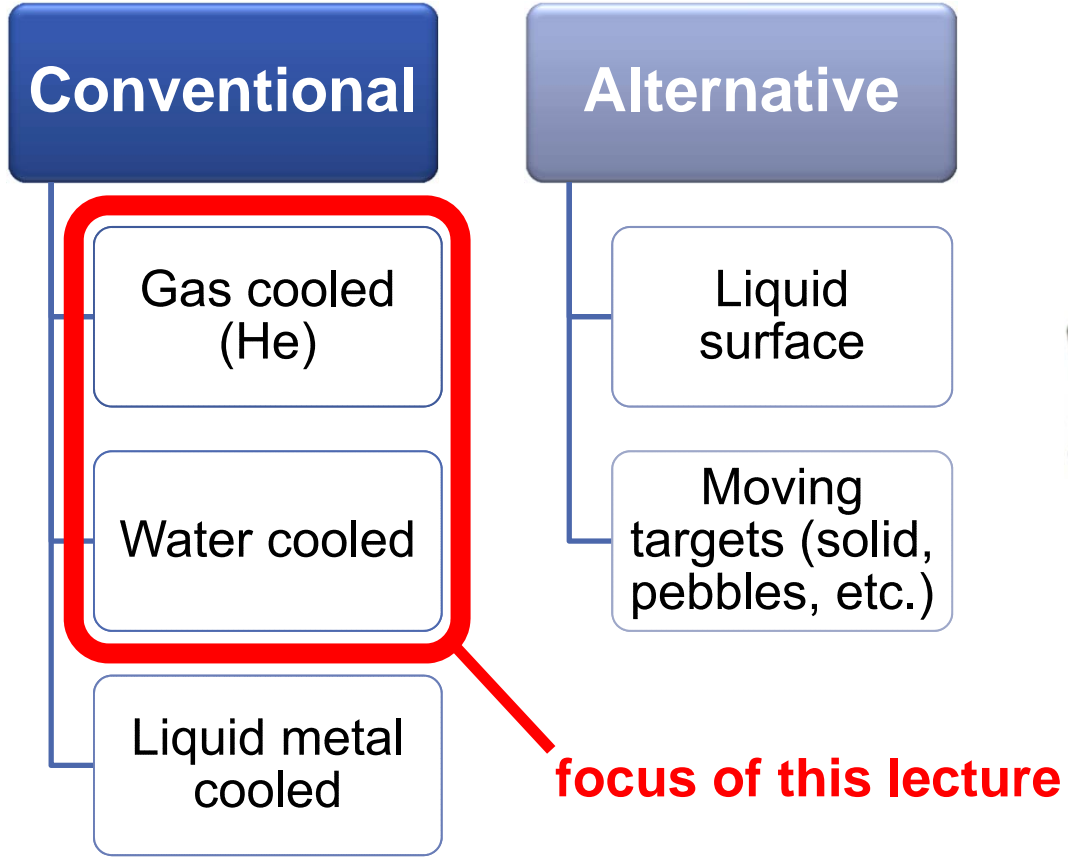 Conventional
Gas cooled
(He)
Water cooled
Liquid metal
cooled
Alternative
Liquid
surface
Moving
targets (solid,
pebbles, etc.)
focus of this lecture